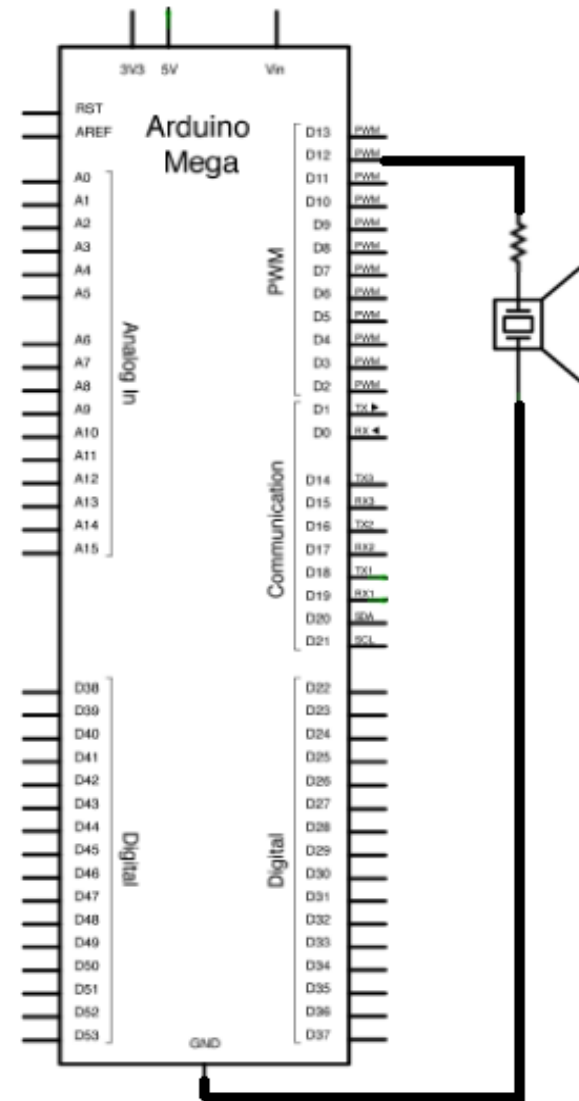 3V3 5V Vin
RST
AREF
Arduino
Mega
A0
A1
A2
A3
A4
A5
A6
A7
A8
A9
A10
A11
A12
A13
A14
A15
Analog In
D13 PWM
D12 PWM
D11 PWM
D10 PWM
D9 PWM
D8 PWM
D7 PWM
D6 PWM
D5 PWM
D4 PWM
D3 PWM
D2 PWM
PWM
D1 TX
D0 RX
D14 TX3
D15 RX3
D16 TX2
D17 RX2
D18 TX1
D19 RX1
D20 SDA
D21 SCL
Communication
D38
D39
D40
D41
D42
D43
D44
D45
D46
D47
D48
D49
D50
D51
D52
D53
Digital
D22
D23
D24
D25
D26
D27
D28
D29
D30
D31
D32
D33
D34
D35
D36
D37
Digital
GND